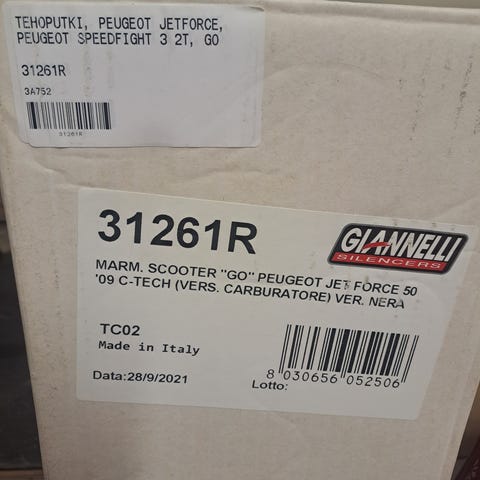 TEHOPUTKI, PEUGEOT JETFORCE,
PEUGEOT SPEEDFIGHT 3 2T, GO
31261R
3A752
31261R
31261R
GIANNELLI
SILENCERS
MARM. SCOOTER "GO" PEUGEOT JET FORCE 50
'09 C-TECH (VERS. CARBURATORE) VER. NERA
TC02
Made in Italy
Data:28/9/2021
Lotto:
8 030656 052506